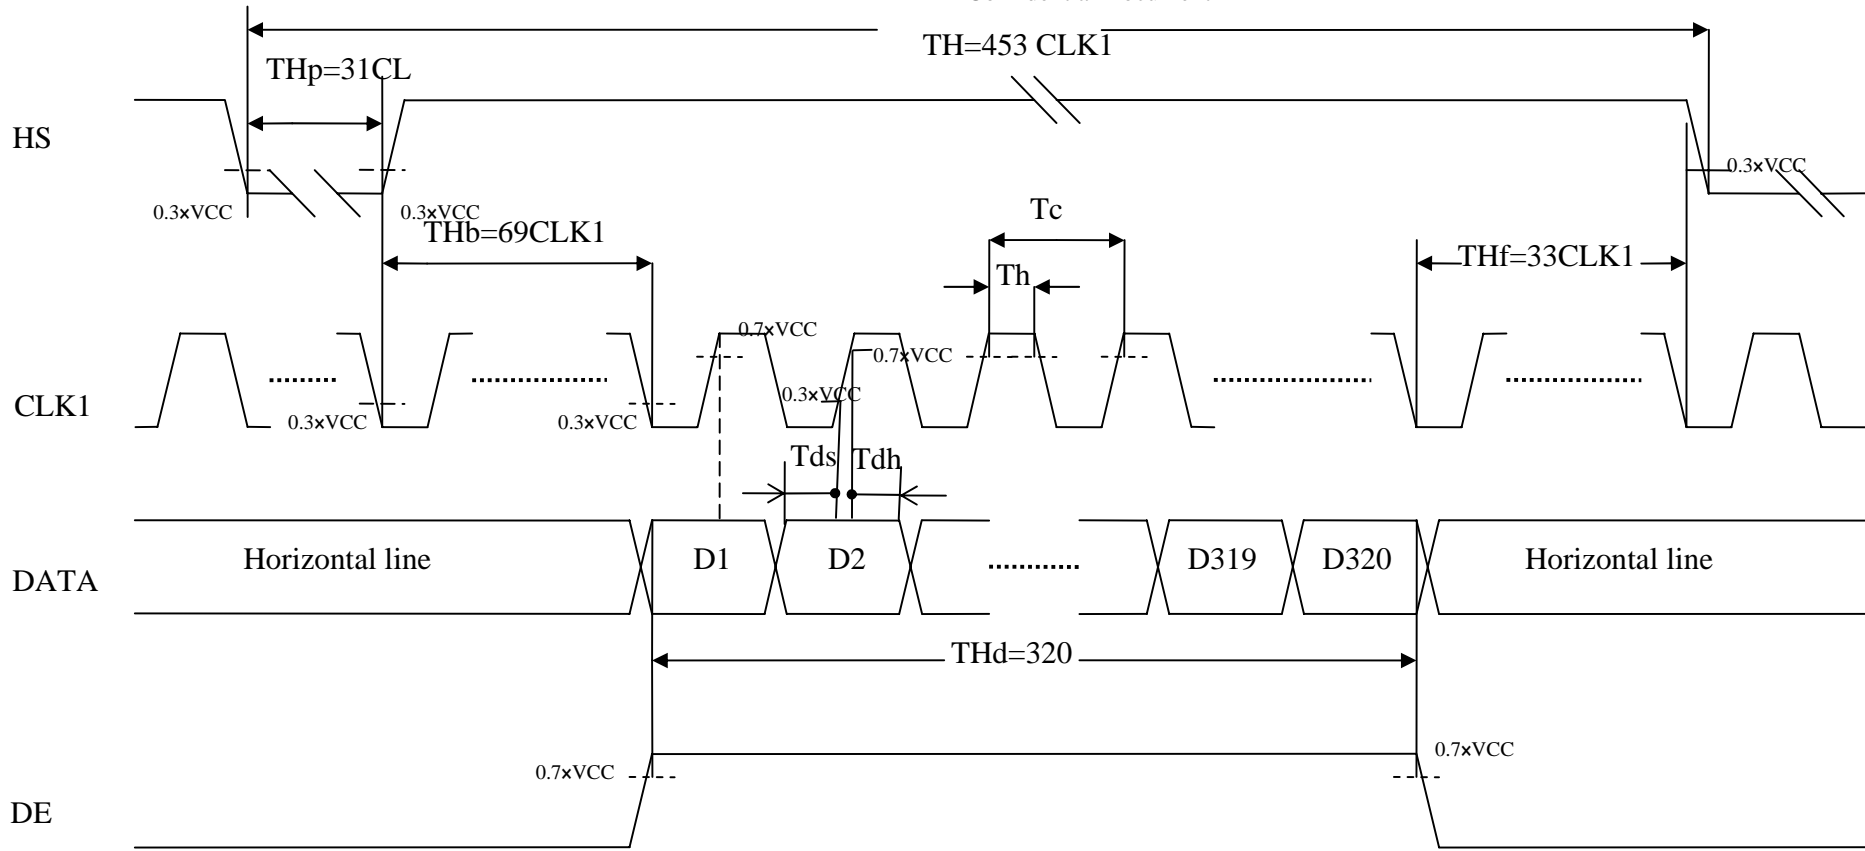 TH=453 CLK1
THp=31CL
HS
0.3×VCC
0.3×VCC
0.3×VCC
THb=69CLK1
Tc
THf=33CLK1
Th
0.7×VCC
0.7×VCC
0.3×VCC
CLK1
0.3×VCC
0.3×VCC
Tds
Tdh
DATA
Horizontal line
D1
D2
D319
D320
Horizontal line
THd=320
0.7×VCC
0.7×VCC
DE